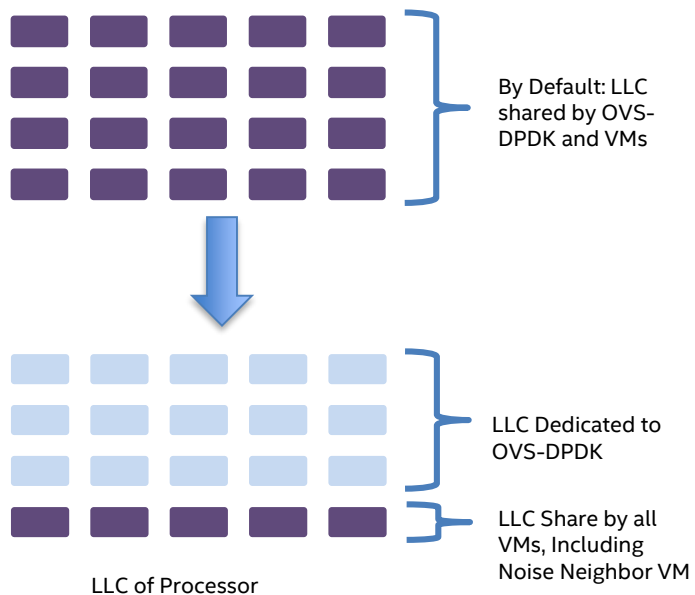 By Default: LLC
shared by OVS-
DPDK and VMs
LLC Dedicated to
OVS-DPDK
LLC Share by all
VMs, Including
Noise Neighbor VM
LLC of Processor